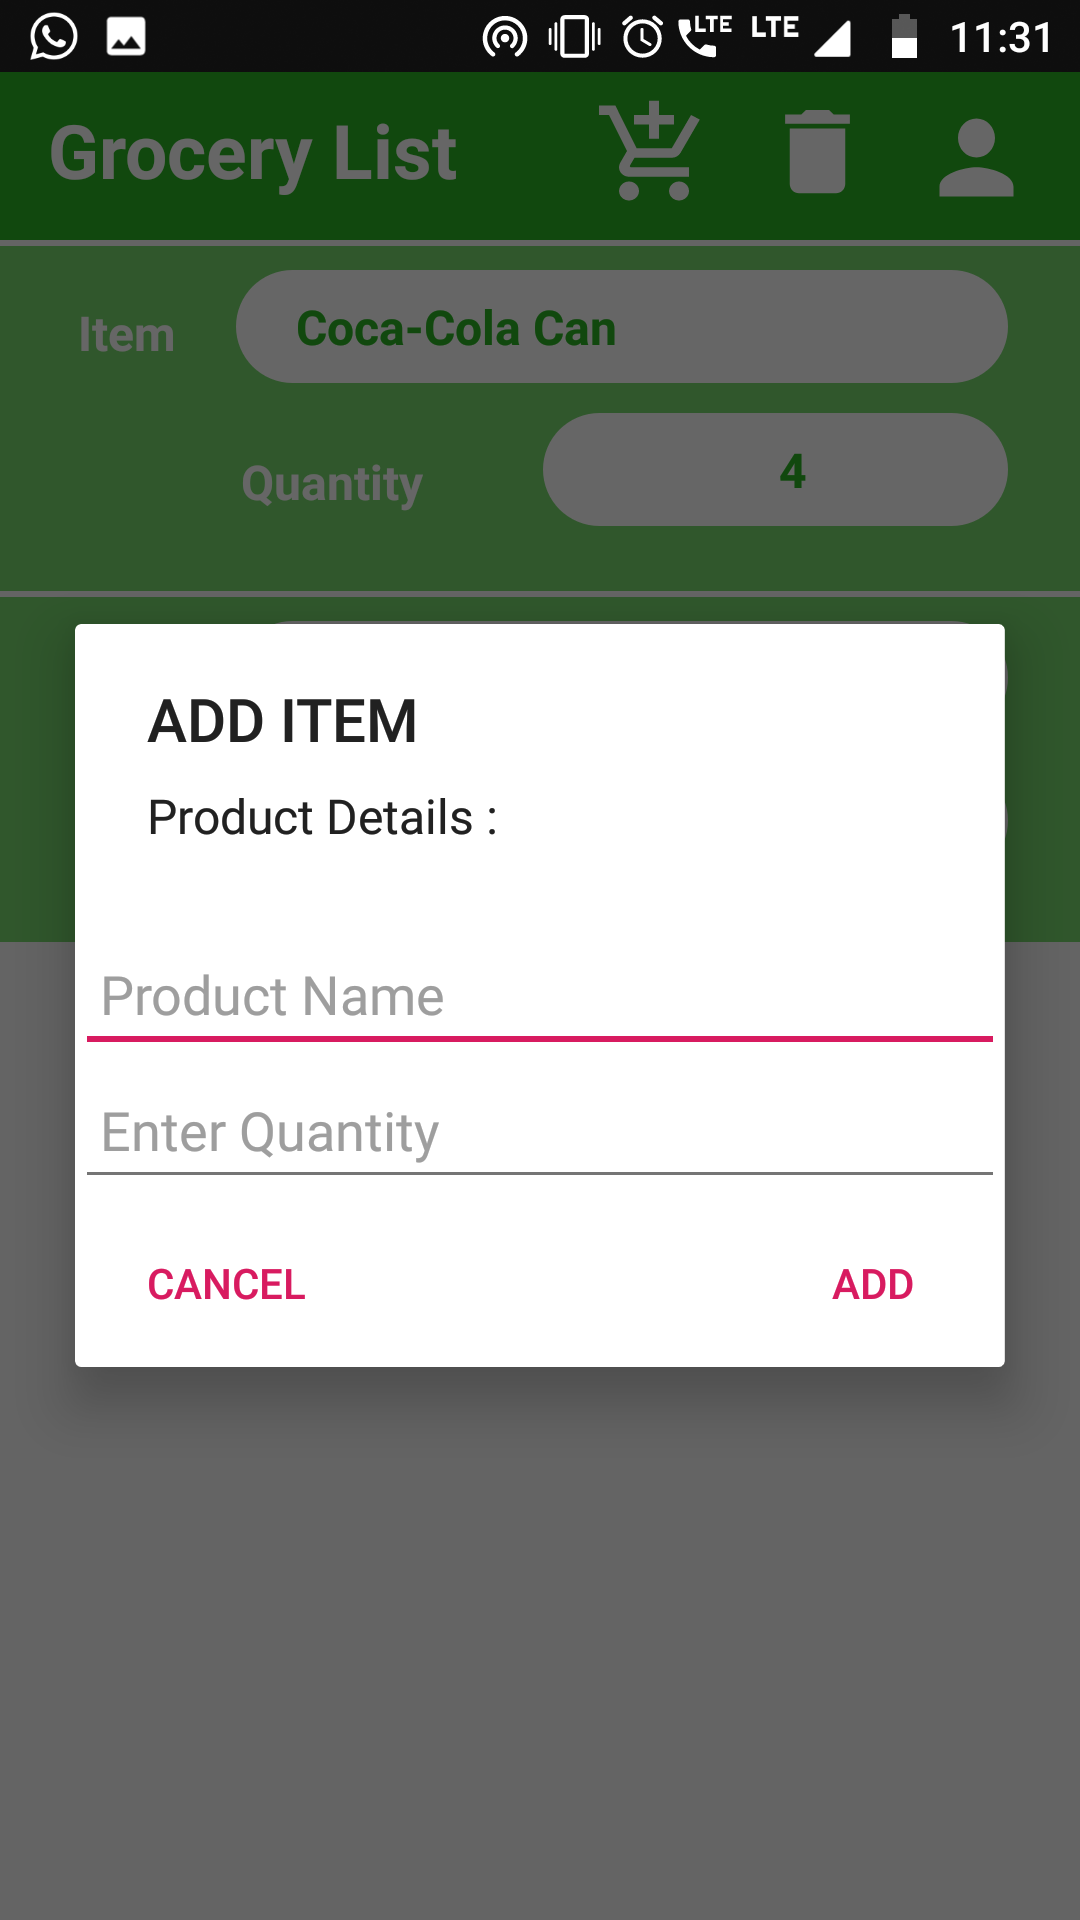 LTE LTE 11:31
Grocery List
Item Coca-Cola Can
Quantity 4
ADD ITEM
Product Details :
Product Name
Enter Quantity
CANCEL ADD